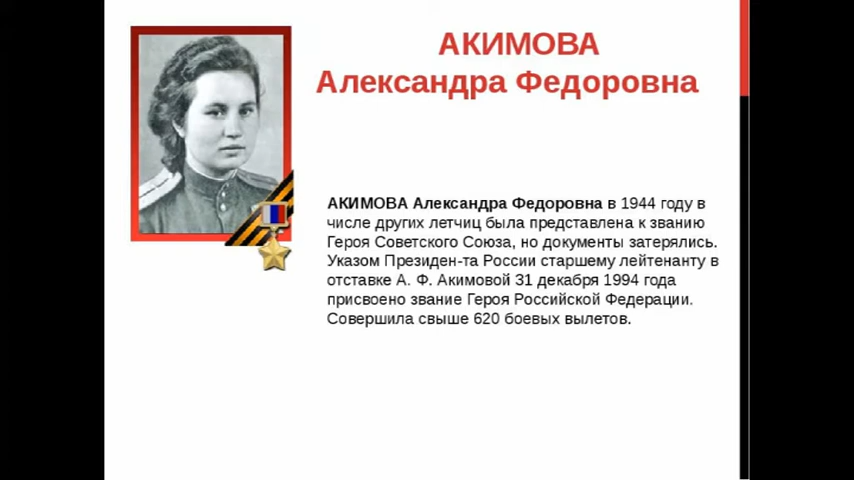 АКИМОВА
Александра Федоровна
АКИМОВА Александра Федоровна в 1944 году в
числе других летчиц была представлена к званию
Героя Советского Союза, но документы затерялись.
Указом Президен-та России старшему лейтенанту в
отставке А. Ф. Акимовой 31 декабря 1994 года
присвоено звание Героя Российской Федерации.
Совершила свыше 620 боевых вылетов.